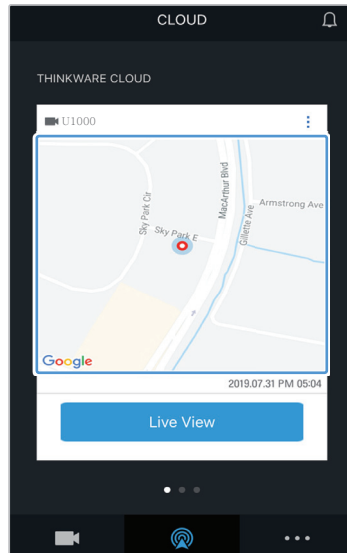 CLOUD
THINKWARE CLOUD
U1000
Sky Park Cir
MacArthur Blvd
Armstrong Ave
Sky Park E
Gillette Ave
Google
2019.07.31 PM 05:04
Live View